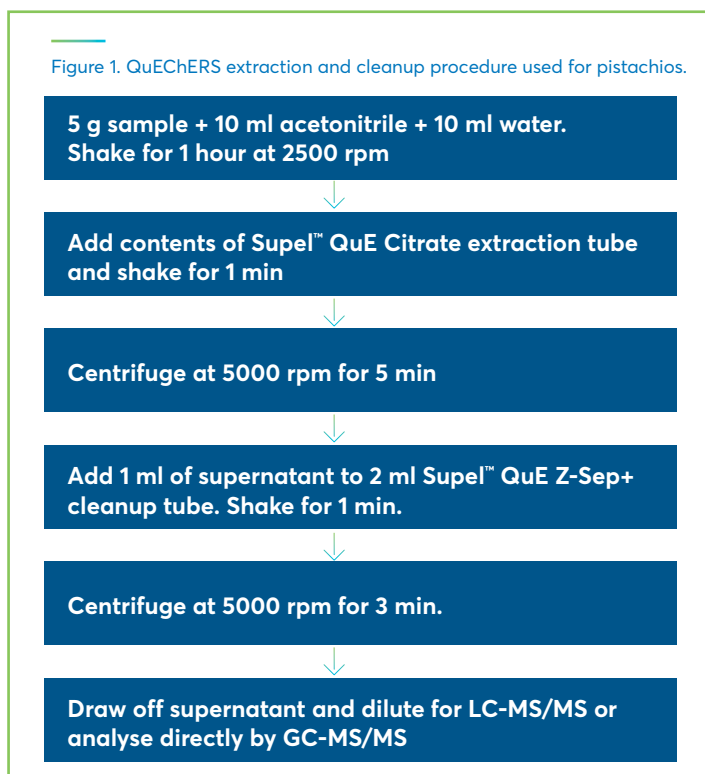 Figure 1. QuEChERS extraction and cleanup procedure used for pistachios.
5 g sample + 10 ml acetonitrile + 10 ml water.
Shake for 1 hour at 2500 rpm
Add contents of Supel™ QuE Citrate extraction tube
and shake for 1 min
Centrifuge at 5000 rpm for 5 min
Add 1 ml of supernatant to 2 ml Supel™ QuE Z-Sep+
cleanup tube. Shake for 1 min.
Centrifuge at 5000 rpm for 3 min.
Draw off supernatant and dilute for LC-MS/MS or
analyse directly by GC-MS/MS